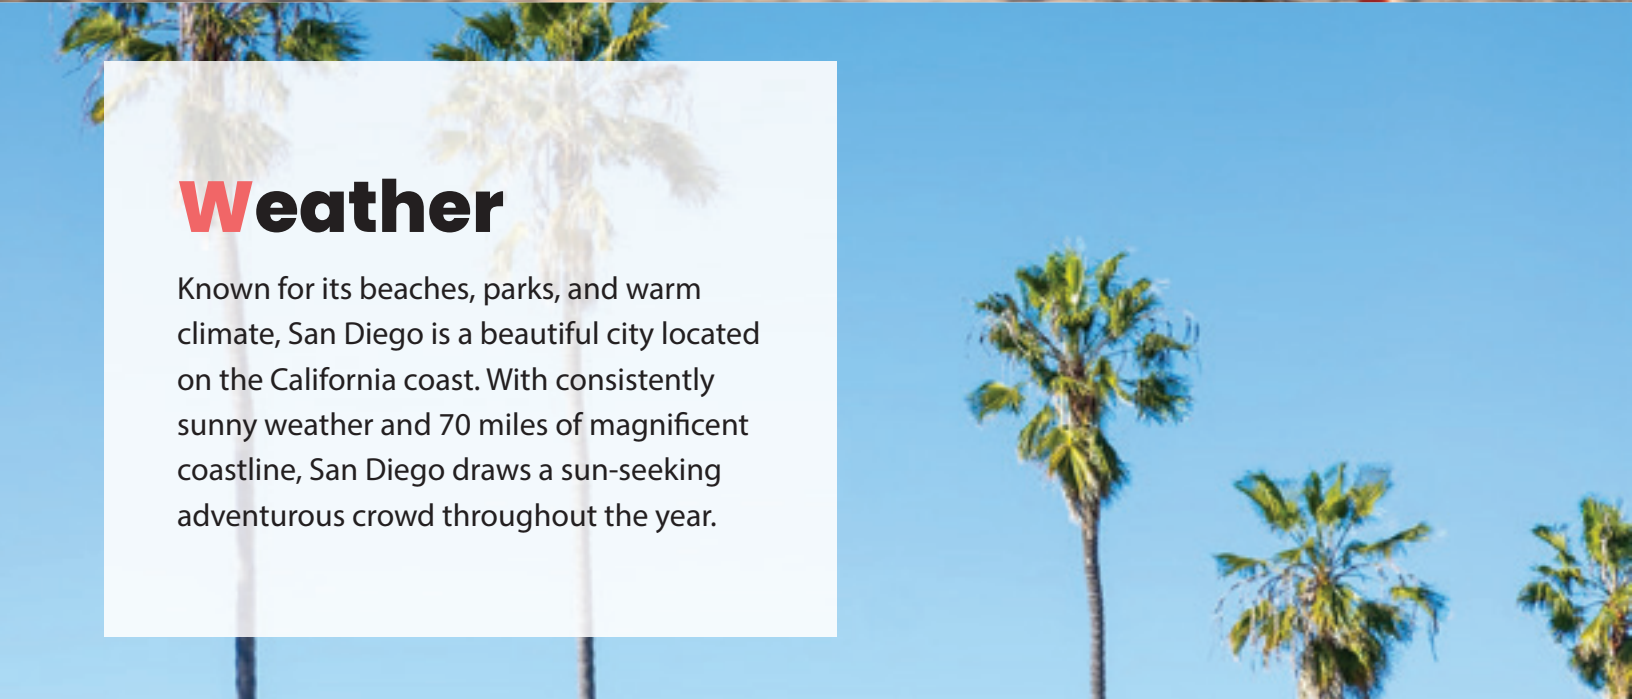 Weather
Known for its beaches, parks, and warm
climate, San Diego is a beautiful city located
on the California coast. With consistently
sunny weather and 70 miles of magnificent
coastline, San Diego draws a sun-seeking
adventurous crowd throughout the year.